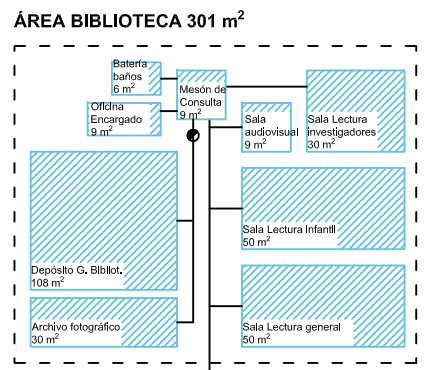 ÁREA BIBLIOTECA 301 m²
Batería
baños
6 m²
Mesón de
Consulta
9 m²
Oficina
Encargado
9 m²
Sala
audiovisual
9 m²
Sala Lectura
investigadores
30 m²
Depósito G. Bibliot.
108 m²
Sala Lectura Infantil
50 m²
Archivo fotográfico
30 m²
Sala Lectura general
50 m²